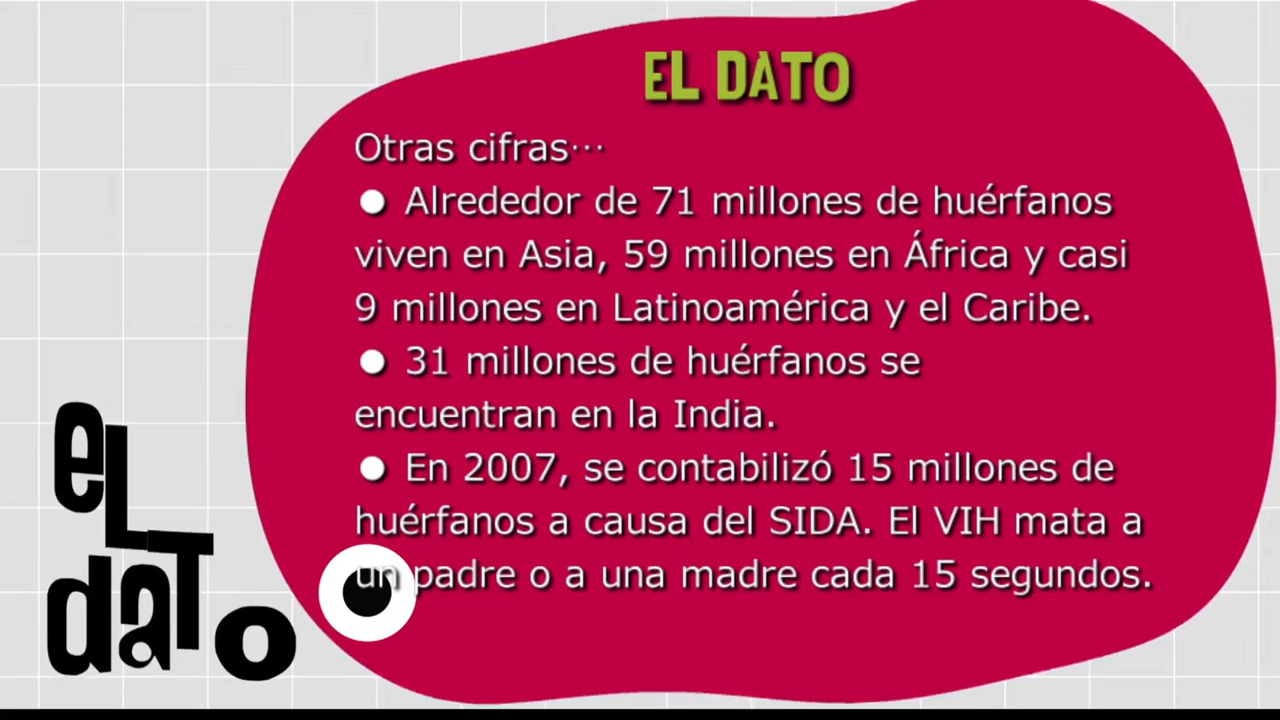 EL DATO
Otras cifras…
● Alrededor de 71 millones de huérfanos
viven en Asia, 59 millones en África y casi
9 millones en Latinoamérica y el Caribe.
● 31 millones de huérfanos se
encuentran en la India.
● En 2007, se contabilizó 15 millones de
huérfanos a causa del SIDA. El VIH mata a
un padre o a una madre cada 15 segundos.
eL
daTo